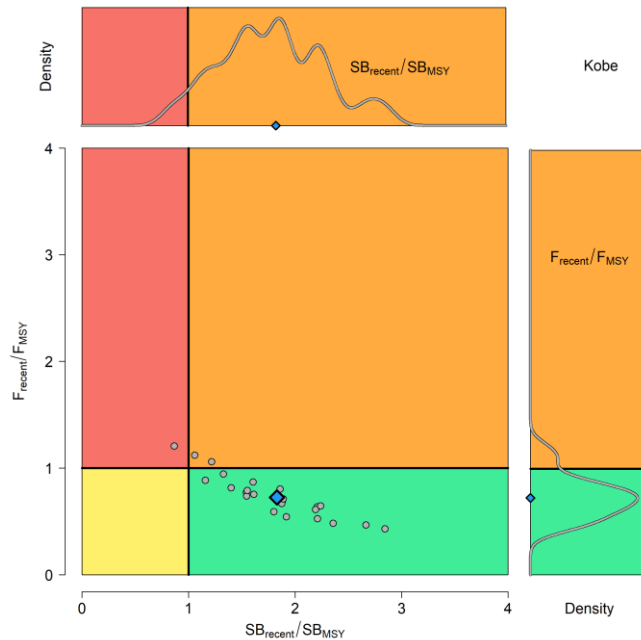 Density
SBrecent/SBMSY
Kobe
4
3
2
1
0
Frecent/FMSY
Frecent/FMSY
0 1 2 3 4
SBrecent/SBMSY
Density